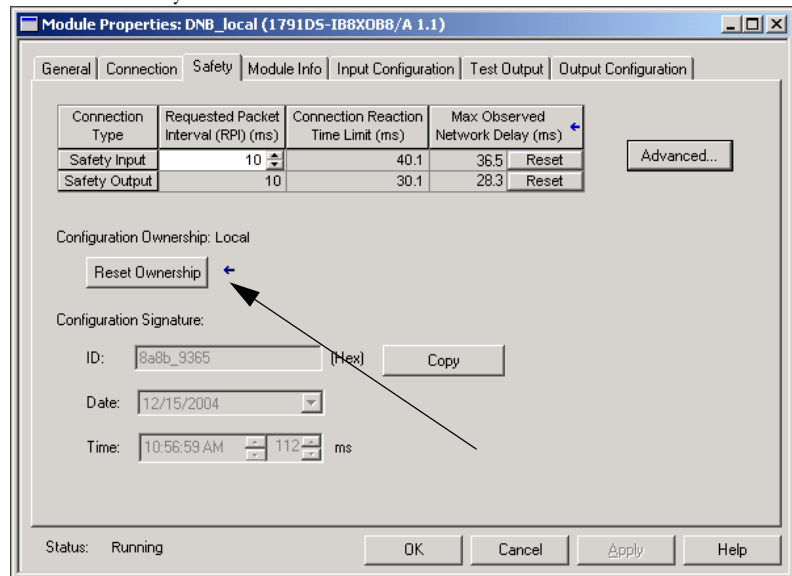 Module Properties: DNB_local (1791DS-IB8XOB8/A 1.1)
General Connection Safety Module Info Input Configuration Test Output Output Configuration
Connection Type Requested Packet Interval (RPI) (ms) Connection Reaction Time Limit (ms) Max Observed Network Delay (ms)
Safety Input 10 40.1 36.5 Reset
Safety Output 10 30.1 28.3 Reset
Advanced...
Configuration Ownership: Local
Reset Ownership
Configuration Signature:
ID: 8a8b_9365 (Hex) Copy
Date: 12/15/2004
Time: 10:56:59 AM 112 ms
Status: Running OK Cancel Apply Help